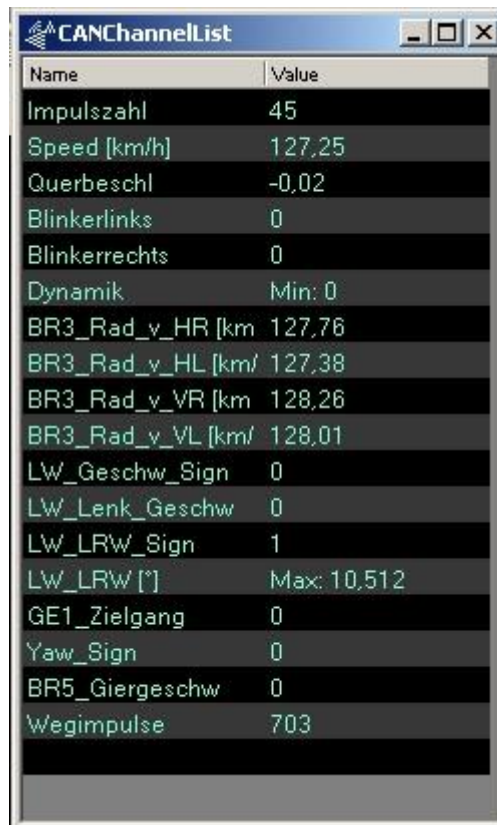 CANChannelList
Name Value
Impulszahl 45
Speed [km/h] 127,25
Querbeschl -0,02
Blinkerlinks 0
Blinkerrechts 0
Dynamik Min: 0
BR3_Rad_v_HR [km 127,76
BR3_Rad_v_HL [km/ 127,38
BR3_Rad_v_VR [km 128,26
BR3_Rad_v_VL [km/ 128,01
LW_Geschw_Sign 0
LW_Lenk_Geschw 0
LW_LRW_Sign 1
LW_LRW [°] Max: 10,512
GE1_Zielgang 0
Yaw_Sign 0
BR5_Giergeschw 0
Wegimpulse 703